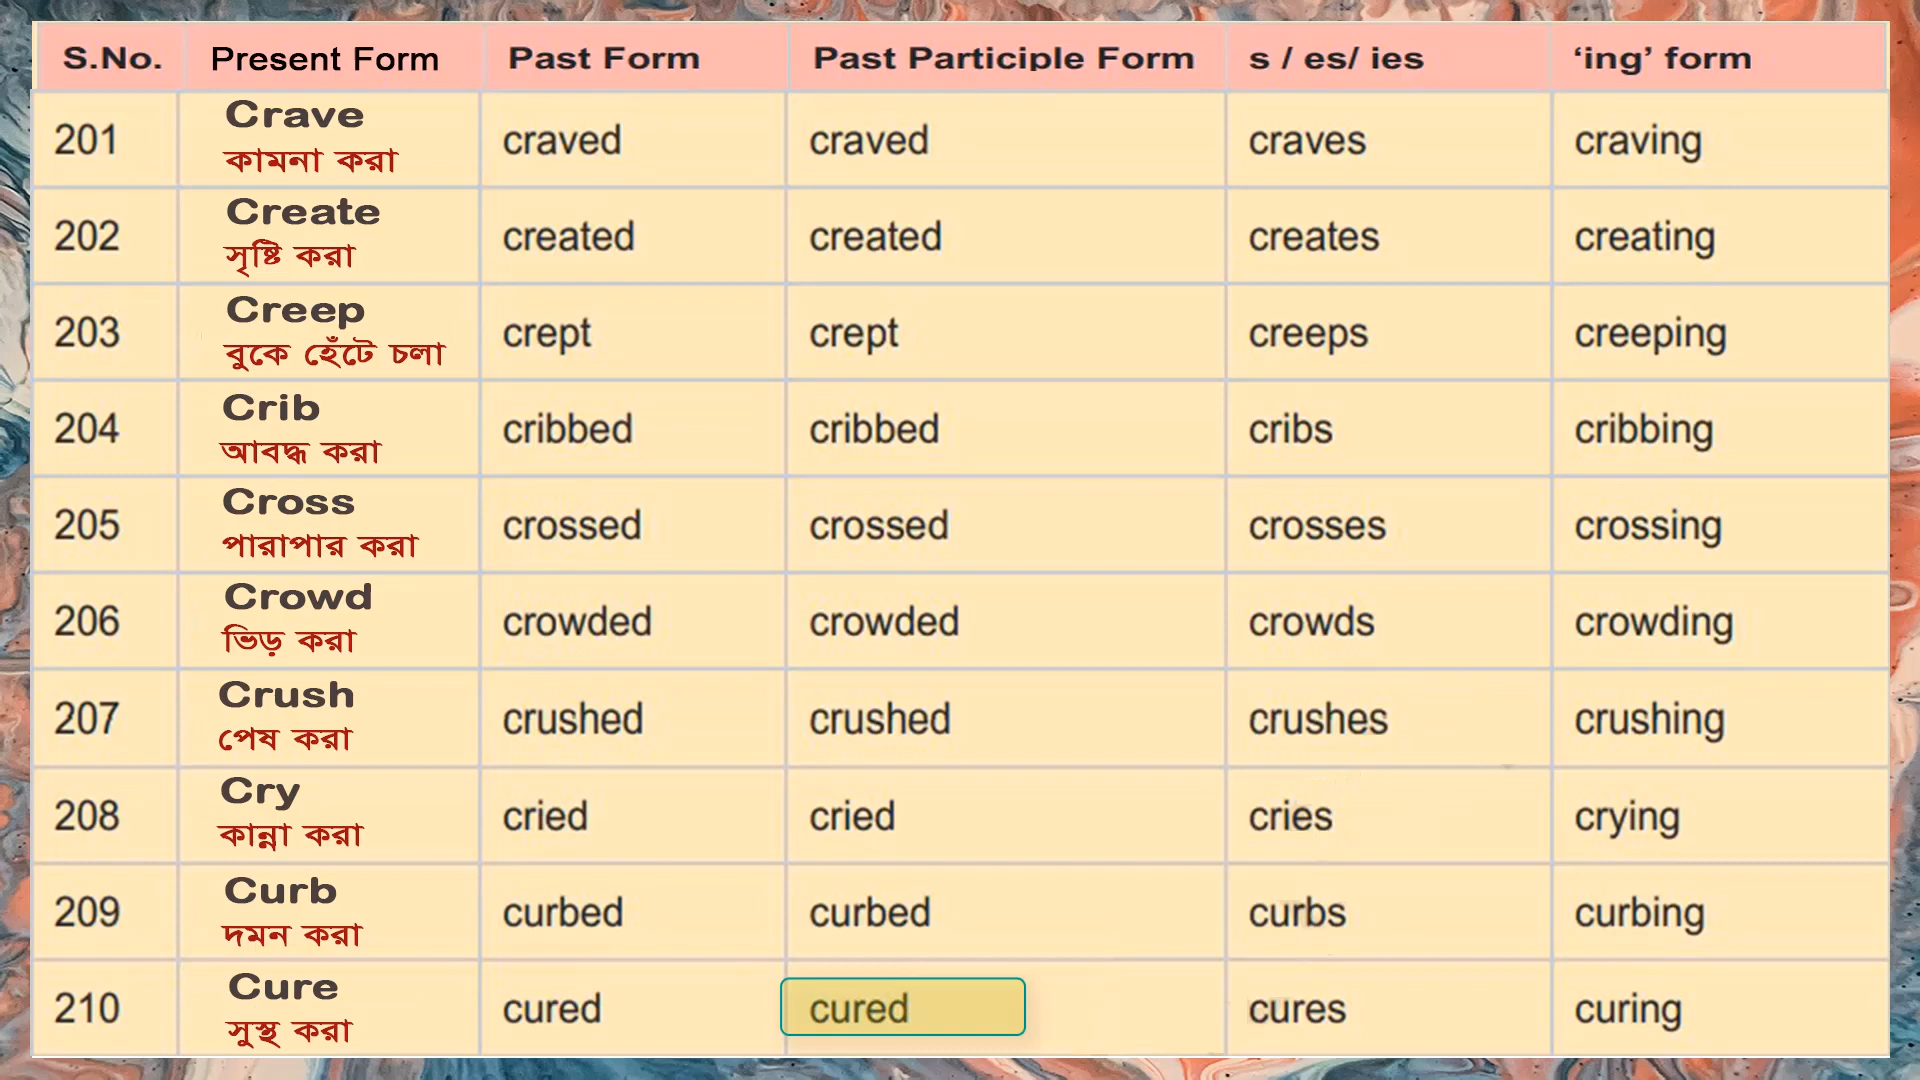 S.No. Present Form Past Form Past Participle Form s / es/ ies ‘ing’ form
201 Crave craved craved craves craving
কামনা করা
202 Create created created creates creating
সৃষ্টি করা
203 Creep crept crept creeps creeping
বুকে হেঁটে চলা
204 Crib cribbed cribbed cribs cribbing
আবদ্ধ করা
205 Cross crossed crossed crosses crossing
পারাপার করা
206 Crowd crowded crowded crowds crowding
ভিড় করা
207 Crush crushed crushed crushes crushing
পেষ করা
208 Cry cried cried cries crying
কান্না করা
209 Curb curbed curbed curbs curbing
দমন করা
210 Cure cured cured cures curing
সুস্থ করা